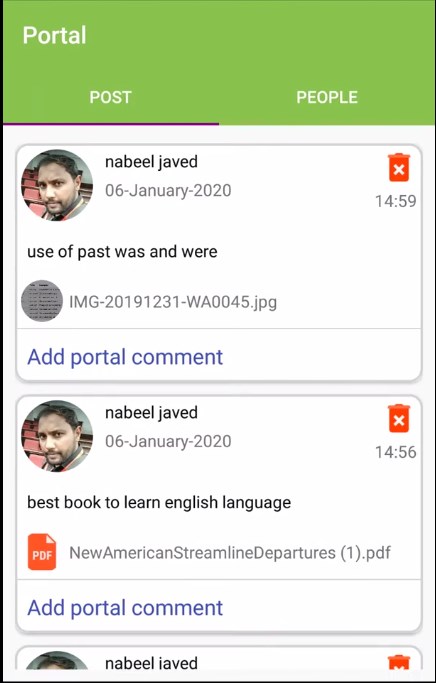 Portal
POST PEOPLE
nabeel javed
06-January-2020
14:59
use of past was and were
IMG-20191231-WA0045.jpg
Add portal comment
nabeel javed
06-January-2020
14:56
best book to learn english language
PDF NewAmericanStreamlineDepartures (1).pdf
Add portal comment
nabeel javed